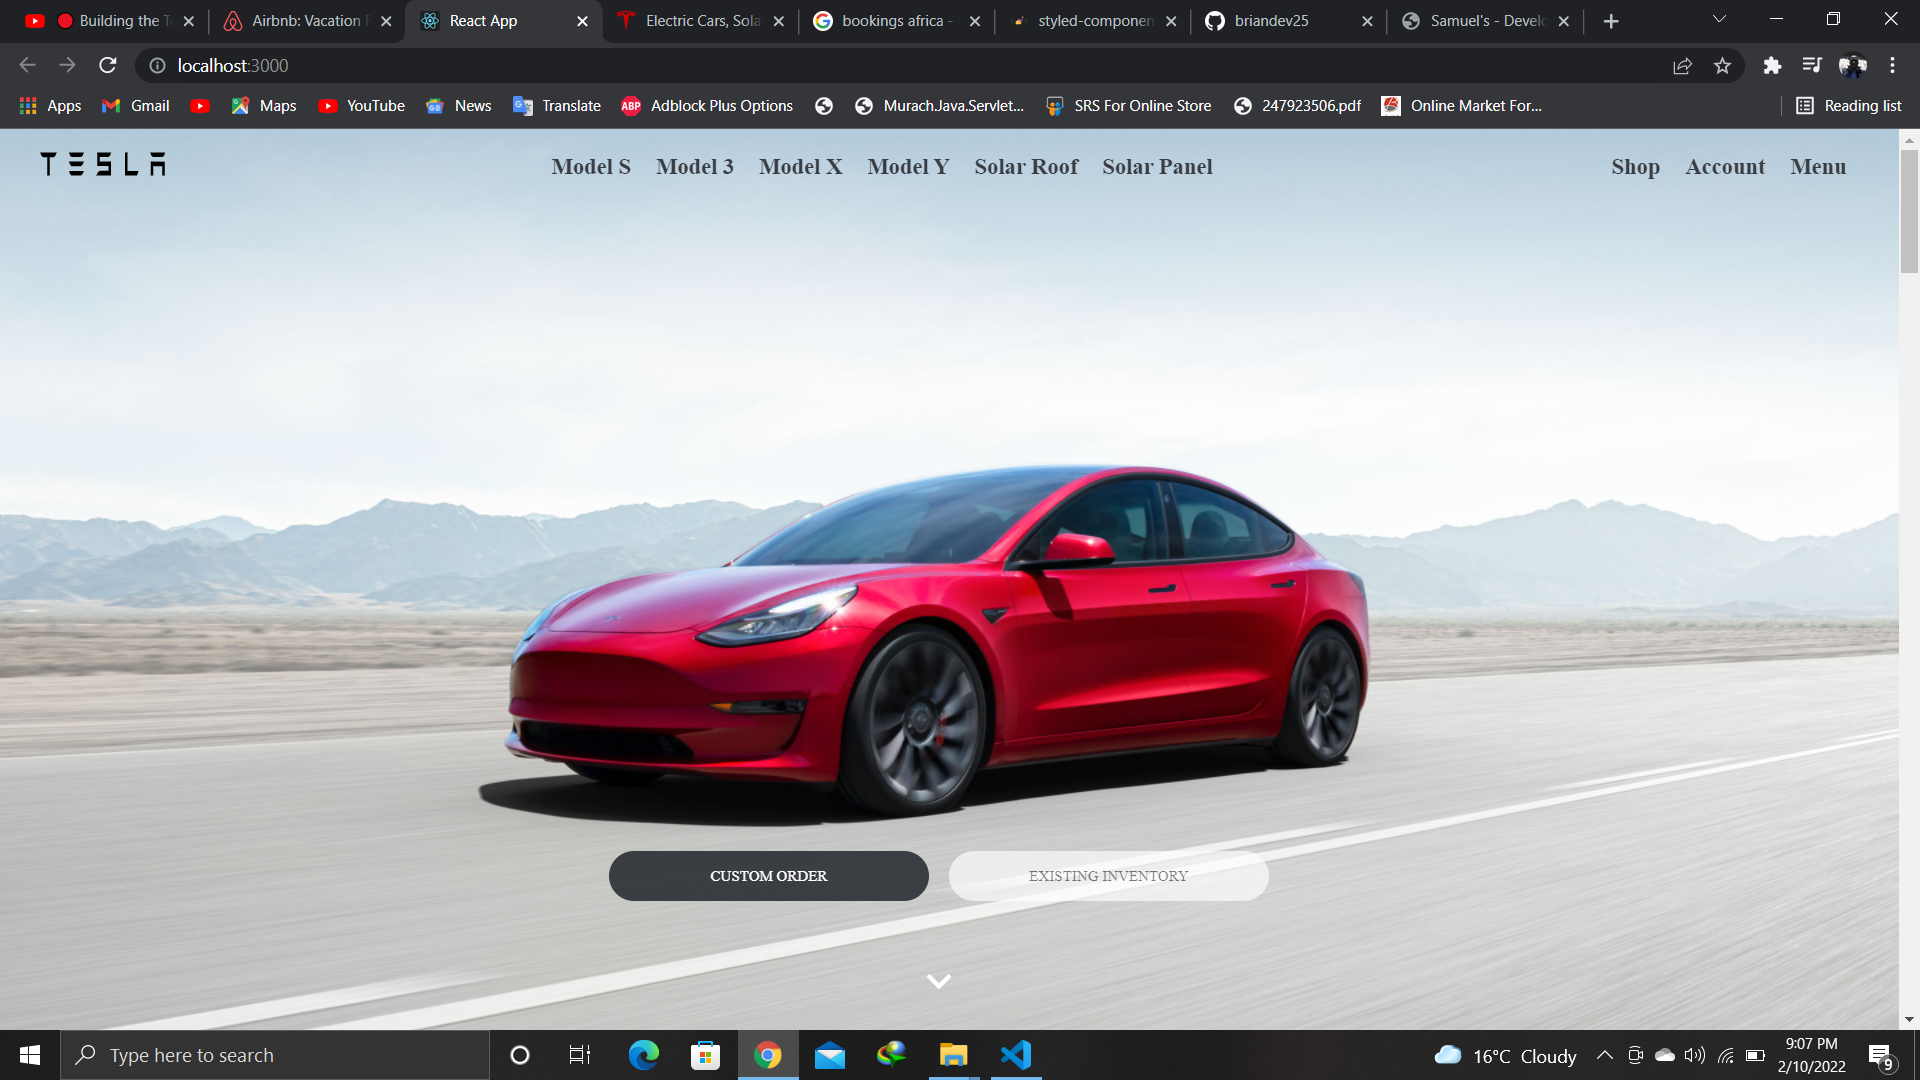 Building the T
Airbnb: Vacation
React App
Electric Cars, Sola
bookings africa -
styled-componen
briandev25
Samuel's - Devel
localhost:3000
Apps
Gmail
Maps
YouTube
News
Translate
ABP
Adblock Plus Options
Murach.Java.Servlet...
SRS For Online Store
247923506.pdf
Online Market For...
Reading list
TESLA
Model S
Model 3
Model X
Model Y
Solar Roof
Solar Panel
Shop
Account
Menu
CUSTOM ORDER
EXISTING INVENTORY
Type here to search
16°C Cloudy
9:07 PM
2/10/2022
9